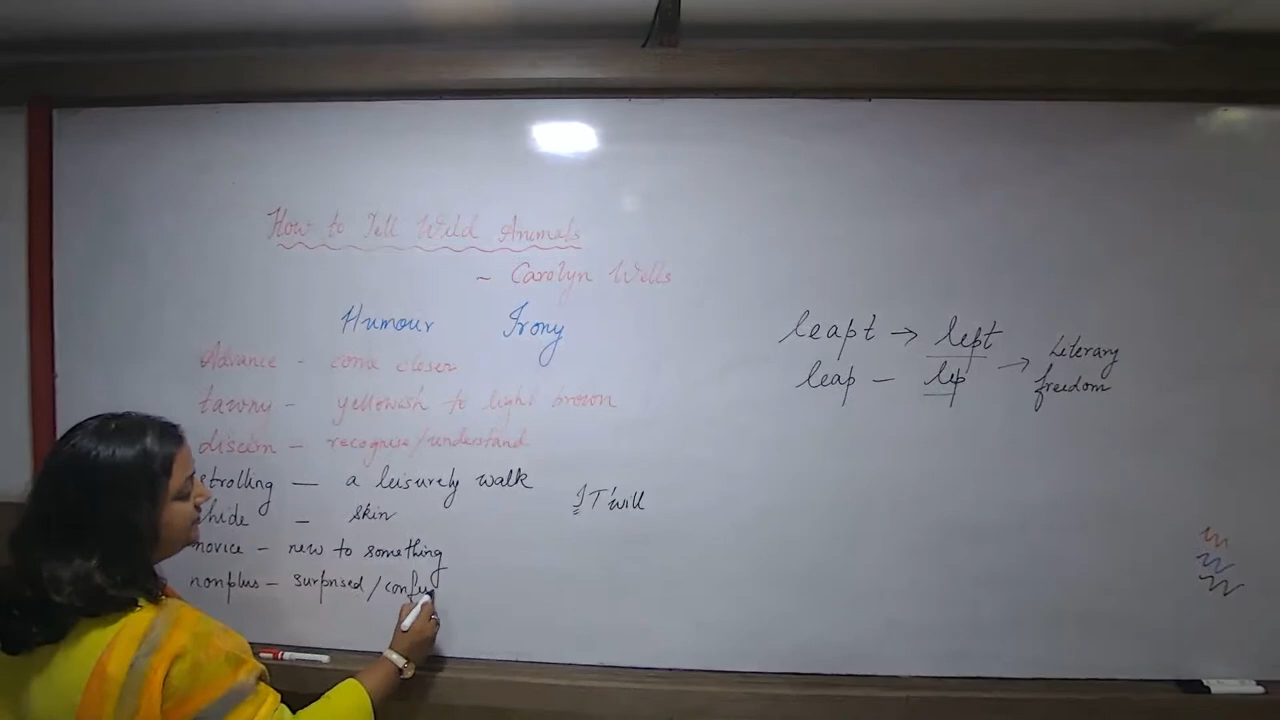 How to Tell Wild Animals
~ Carolyn Wells
Humour Irony
Advance - come closer
tawny - yellowish to light brown
discern - recognise/understand
strolling — a leisurely walk
hide - skin
novice - new to something
nonplus - surprised / confu
IT'will
leapt → lept
leap - lep → Literary freedom